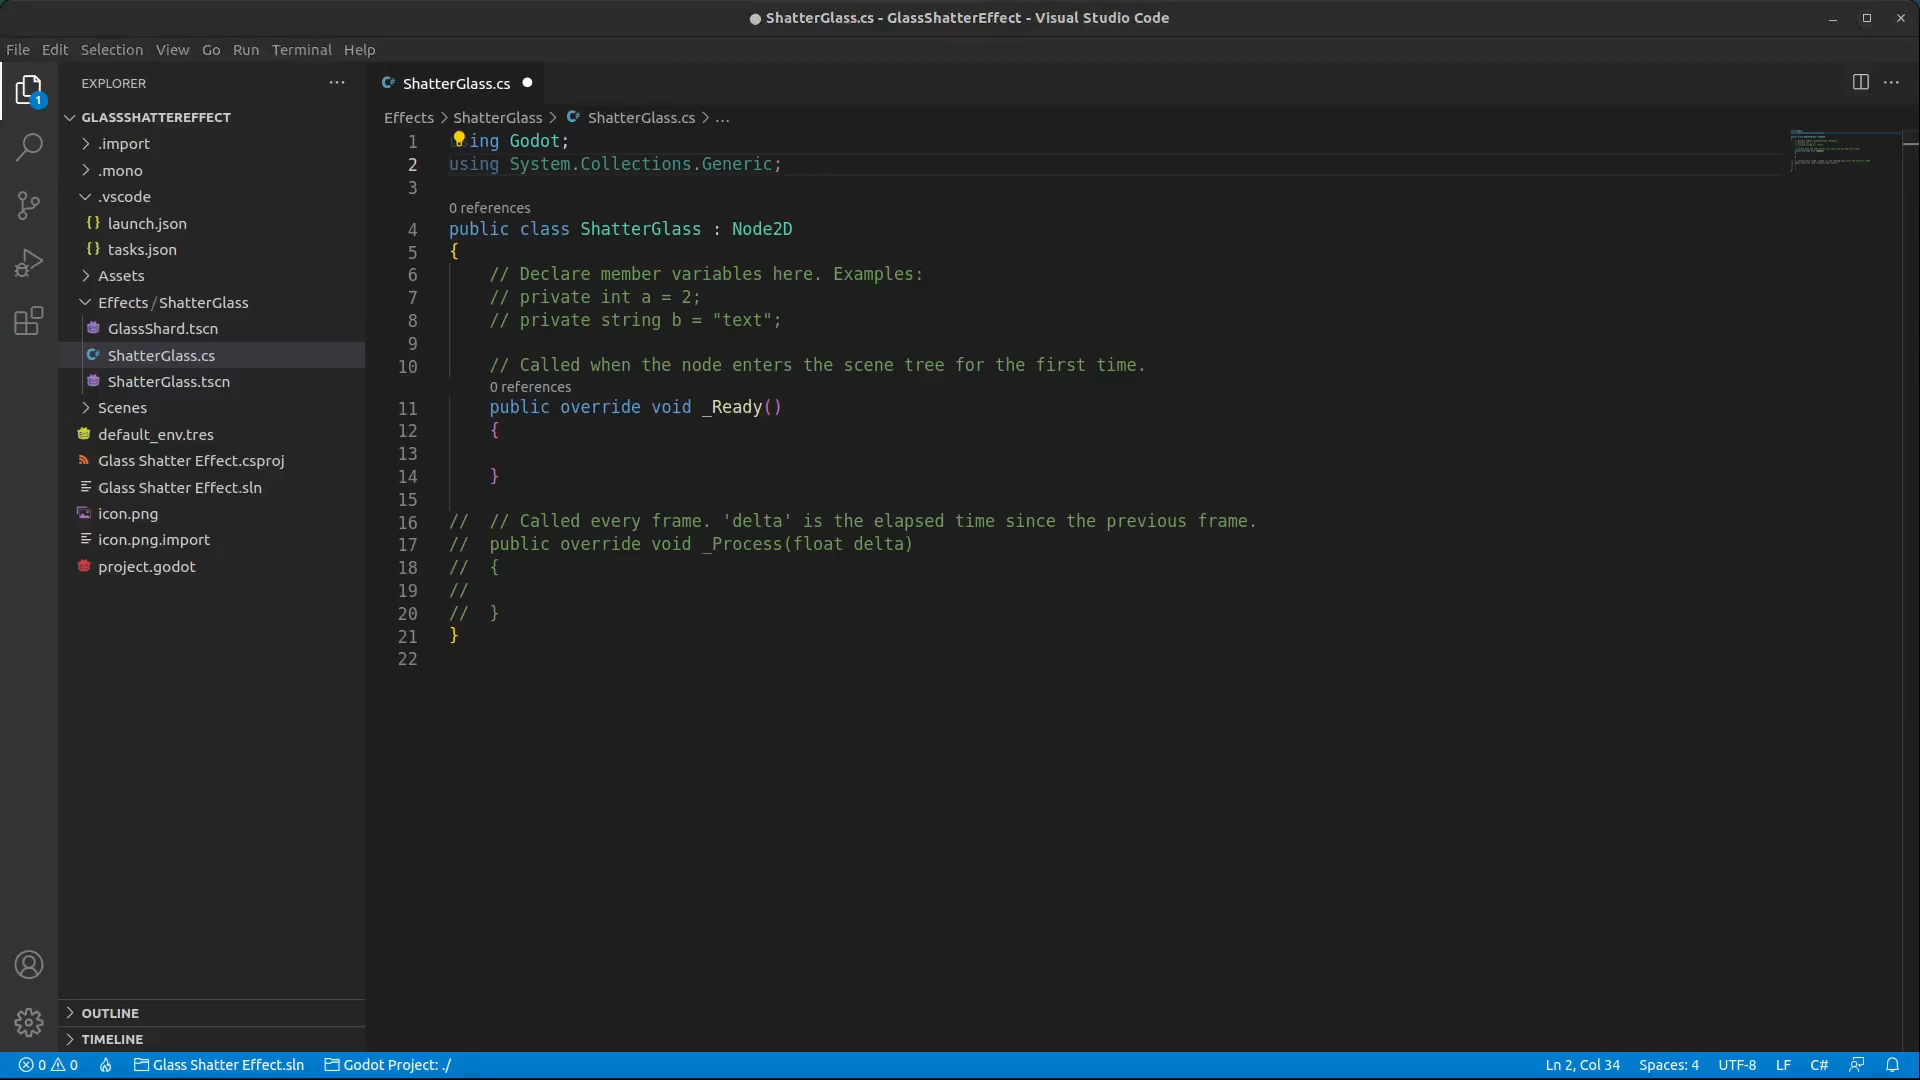 ShatterGlass.cs - GlassShatterEffect - Visual Studio Code
File Edit Selection View Go Run Terminal Help
EXPLORER
GLASSSHATTEREFFECT
.import
.mono
.vscode
launch.json
tasks.json
Assets
Effects / ShatterGlass
GlassShard.tscn
ShatterGlass.cs
ShatterGlass.tscn
Scenes
default_env.tres
Glass Shatter Effect.csproj
Glass Shatter Effect.sln
icon.png
icon.png.import
project.godot
OUTLINE
TIMELINE
1
ShatterGlass.cs
Effects > ShatterGlass > ShatterGlass.cs > ...
1 ing Godot;
2 using System.Collections.Generic;
3
0 references
4 public class ShatterGlass : Node2D
5 {
6 // Declare member variables here. Examples:
7 // private int a = 2;
8 // private string b = "text";
9
10 // Called when the node enters the scene tree for the first time.
0 references
11 public override void _Ready()
12 {
13
14 }
15
16 // // Called every frame. 'delta' is the elapsed time since the previous frame.
17 // public override void _Process(float delta)
18 // {
19 //
20 // }
21 }
22
0 0 Glass Shatter Effect.sln Godot Project: ./ Ln 2, Col 34 Spaces: 4 UTF-8 LF C#